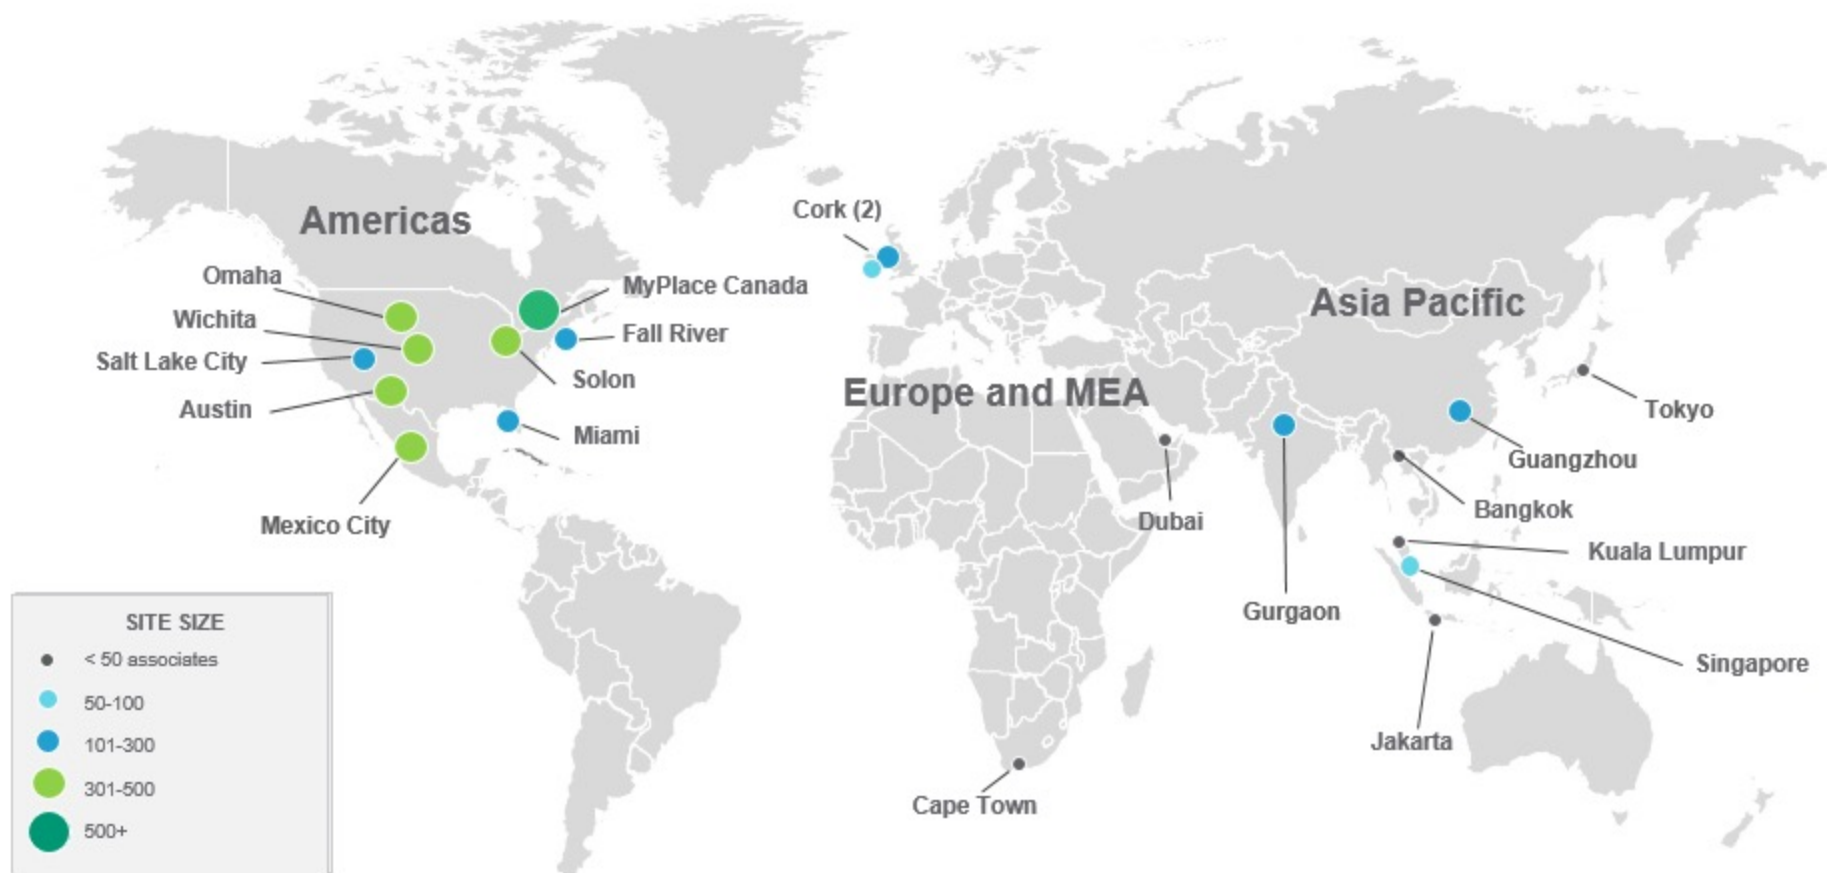 Americas
Omaha
Wichita
Salt Lake City
Austin
Mexico City
MyPlace Canada
Fall River
Solon
Miami
Cork (2)
Europe and MEA
Dubai
Cape Town
Asia Pacific
Tokyo
Guangzhou
Bangkok
Kuala Lumpur
Gurgaon
Singapore
Jakarta
SITE SIZE
< 50 associates
50-100
101-300
301-500
500+